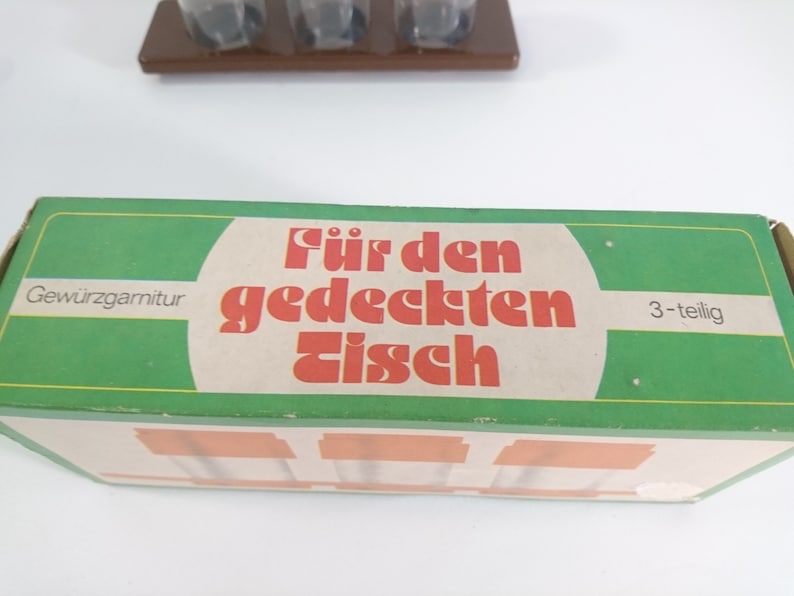 Für den
gedeckten
Tisch
Gewürzgarnitur
3-teilig